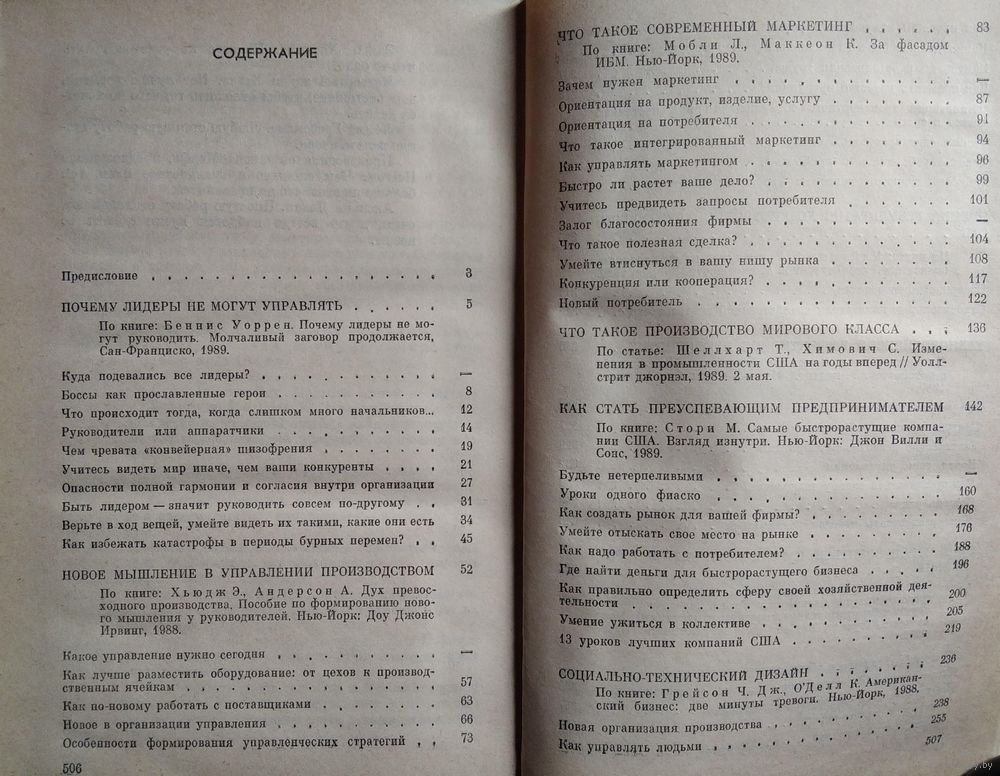 СОДЕРЖАНИЕ
Предисловие . . . . . . . . . . . . . . 3
ПОЧЕМУ ЛИДЕРЫ НЕ МОГУТ УПРАВЛЯТЬ . . . . . . 5
По книге: Беннис Уоррен. Почему лидеры не мо-
гут руководить. Молчаливый заговор продолжается,
Сан-Франциско, 1989.
Куда подевались все лидеры? . . . . . . . . . —
Боссы как прославленные герои . . . . . . . . . 8
Что происходит тогда, когда слишком много начальников... 12
Руководители или аппаратчики . . . . . . . . . 14
Чем чревата «конвейерная» шизофрения . . . . . . 19
Учитесь видеть мир иначе, чем ваши конкуренты . . . . 21
Опасности полной гармонии и согласия внутри организации 27
Быть лидером — значит руководить совсем по-другому . . 31
Верьте в ход вещей, умейте видеть их такими, какие они есть 34
Как избежать катастрофы в периоды бурных перемен? . . 45
НОВОЕ МЫШЛЕНИЕ В УПРАВЛЕНИИ ПРОИЗВОДСТВОМ 52
По книге: Хьюдж Э., Андерсон А. Дух превос-
ходного производства. Пособие по формированию ново-
го мышления у руководителей. Нью-Йорк: Доу Джонс
Ирвинг, 1988.
Какое управление нужно сегодня . . . . . . . . —
Как лучше разместить оборудование: от цехов к производ-
ственным ячейкам . . . . . . . . . . . . 57
Как по-новому работать с поставщиками . . . . . . 63
Новое в организации управления . . . . . . . . 66
Особенности формирования управленческих стратегий . . 73
506
ЧТО ТАКОЕ СОВРЕМЕННЫЙ МАРКЕТИНГ . . . . . . 83
По книге: Мобли Л., Маккеон К. За фасадом
ИБМ. Нью-Йорк, 1989.
Зачем нужен маркетинг . . . . . . . . . . —
Ориентация на продукт, изделие, услугу . . . . . . 87
Ориентация на потребителя . . . . . . . . . 91
Что такое интегрированный маркетинг . . . . . . 94
Как управлять маркетингом . . . . . . . . . 96
Быстро ли растет ваше дело? . . . . . . . . . 99
Учитесь предвидеть запросы потребителя . . . . . . 101
Залог благосостояния фирмы . . . . . . . . . —
Что такое полезная сделка? . . . . . . . . . 104
Умейте втиснуться в вашу нишу рынка . . . . . . 108
Конкуренция или кооперация? . . . . . . . . . 117
Новый потребитель . . . . . . . . . . . . 122
ЧТО ТАКОЕ ПРОИЗВОДСТВО МИРОВОГО КЛАССА . . . 136
По статье: Шеллхарт Т., Химович С. Изме-
нения в промышленности США на годы вперед // Уолл-
стрит джорнэл, 1989. 2 мая.
КАК СТАТЬ ПРЕУСПЕВАЮЩИМ ПРЕДПРИНИМАТЕЛЕМ 142
По книге: Стори М. Самые быстрорастущие компа-
нии США. Взгляд изнутри. Нью-Йорк: Джон Вилли и
Сонс, 1989.
Будьте нетерпеливыми . . . . . . . . . . . —
Уроки одного фиаско . . . . . . . . . . . 160
Как создать рынок для вашей фирмы? . . . . . . . 168
Умейте отыскать свое место на рынке . . . . . . . 176
Как надо работать с потребителем? . . . . . . . 188
Где найти деньги для быстрорастущего бизнеса . . . . . 196
Как правильно определить сферу своей хозяйственной дея-
тельности . . . . . . . . . . . . . . 200
Умение ужиться в коллективе . . . . . . . . . 205
13 уроков лучших компаний США . . . . . . . . 219
СОЦИАЛЬНО-ТЕХНИЧЕСКИЙ ДИЗАЙН . . . . . . 236
По книге: Грейсон Ч. Дж., О'Делл К. Американ-
ский бизнес: две минуты тревоги. Нью-Йорк, 1988.
Новая организация производства . . . . . . . . 238
Как управлять людьми . . . . . . . . . . . 255
507